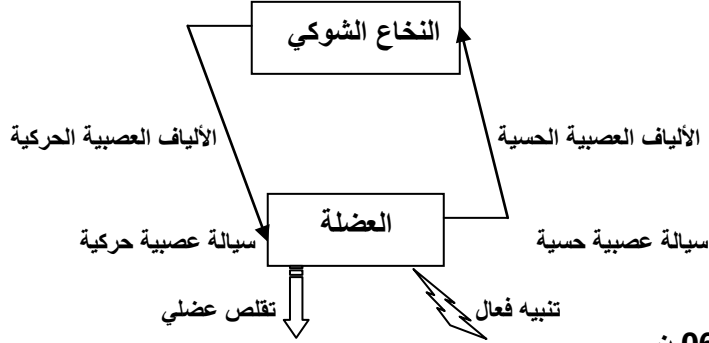 النخاع الشوكي
الألياف العصبية الحسية
الألياف العصبية الحركية
العضلة
سيالة عصبية حسية
سيالة عصبية حركية
تنبيه فعال
تقلص عضلي